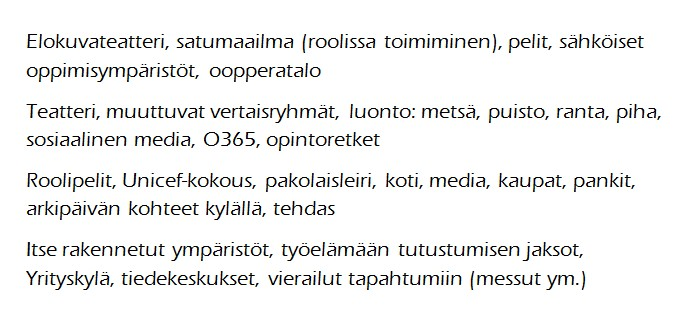 Elokuvateatteri, satumaailma (roolissa toimiminen), pelit, sähköiset
oppimisympäristöt, oopperatalo
Teatteri, muuttuvat vertaisryhmät, luonto: metsä, puisto, ranta, piha,
sosiaalinen media, O365, opintoretket
Roolipelit, Unicef-kokous, pakolaisleiri, koti, media, kaupat, pankit,
arkipäivän kohteet kylällä, tehdas
Itse rakennetut ympäristöt, työelämään tutustumisen jaksot,
Yrityskylä, tiedekeskukset, vierailut tapahtumiin (messut ym.)